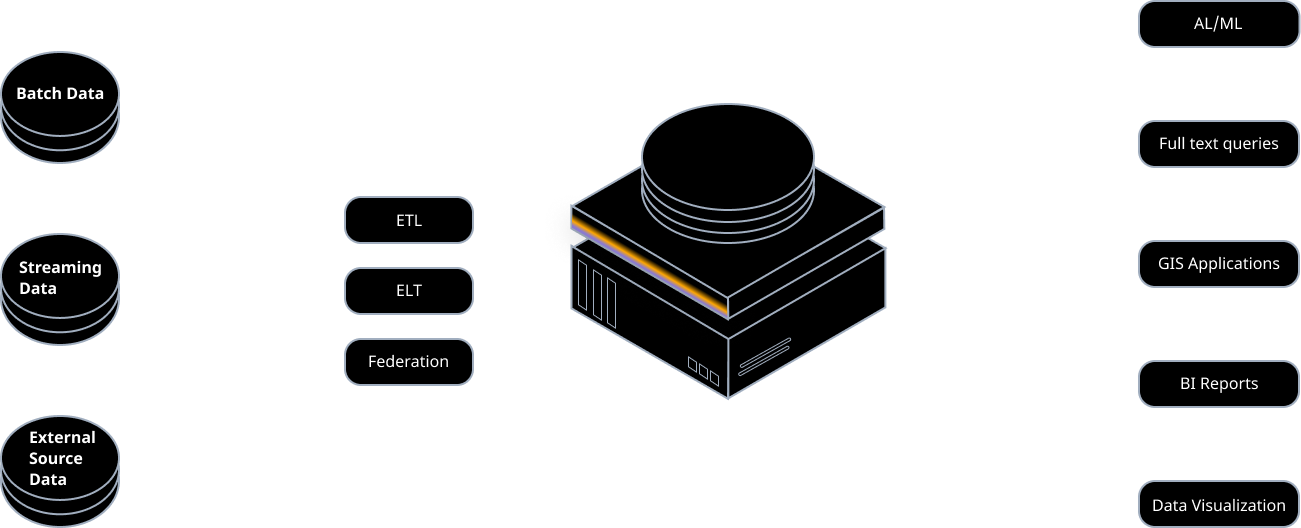 Batch Data
Streaming
Data
External
Source
Data
ETL
ELT
Federation
AL/ML
Full text queries
GIS Applications
BI Reports
Data Visualization